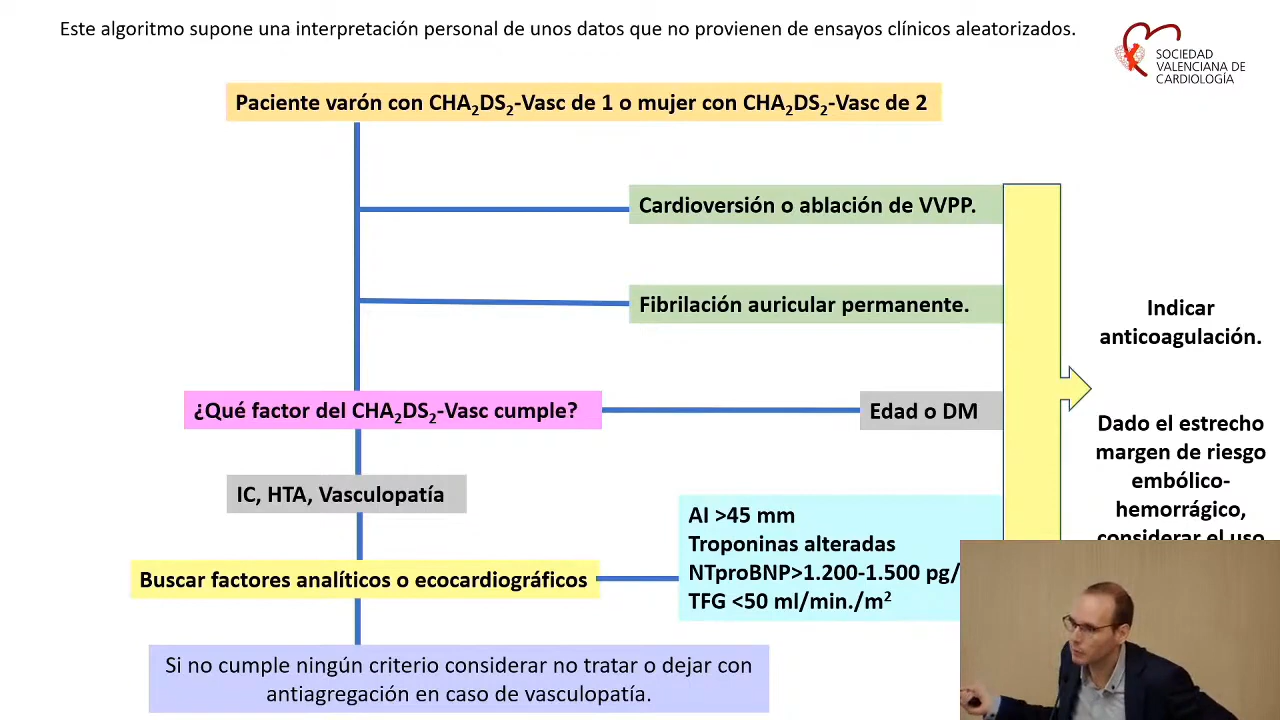 Este algoritmo supone una interpretación personal de unos datos que no provienen de ensayos clínicos aleatorizados.
SOCIEDAD
VALENCIANA DE
CARDIOLOGÍA
Paciente varón con CHA₂DS₂-Vasc de 1 o mujer con CHA₂DS₂-Vasc de 2
Cardioversión o ablación de VVPP.
Fibrilación auricular permanente.
Indicar
anticoagulación.
¿Qué factor del CHA₂DS₂-Vasc cumple?
Edad o DM
Dado el estrecho
margen de riesgo
embólico-
hemorrágico,
considerar el uso
IC, HTA, Vasculopatía
AI >45 mm
Troponinas alteradas
NTproBNP>1.200-1.500 pg/
TFG <50 ml/min./m²
Buscar factores analíticos o ecocardiográficos
Si no cumple ningún criterio considerar no tratar o dejar con
antiagregación en caso de vasculopatía.